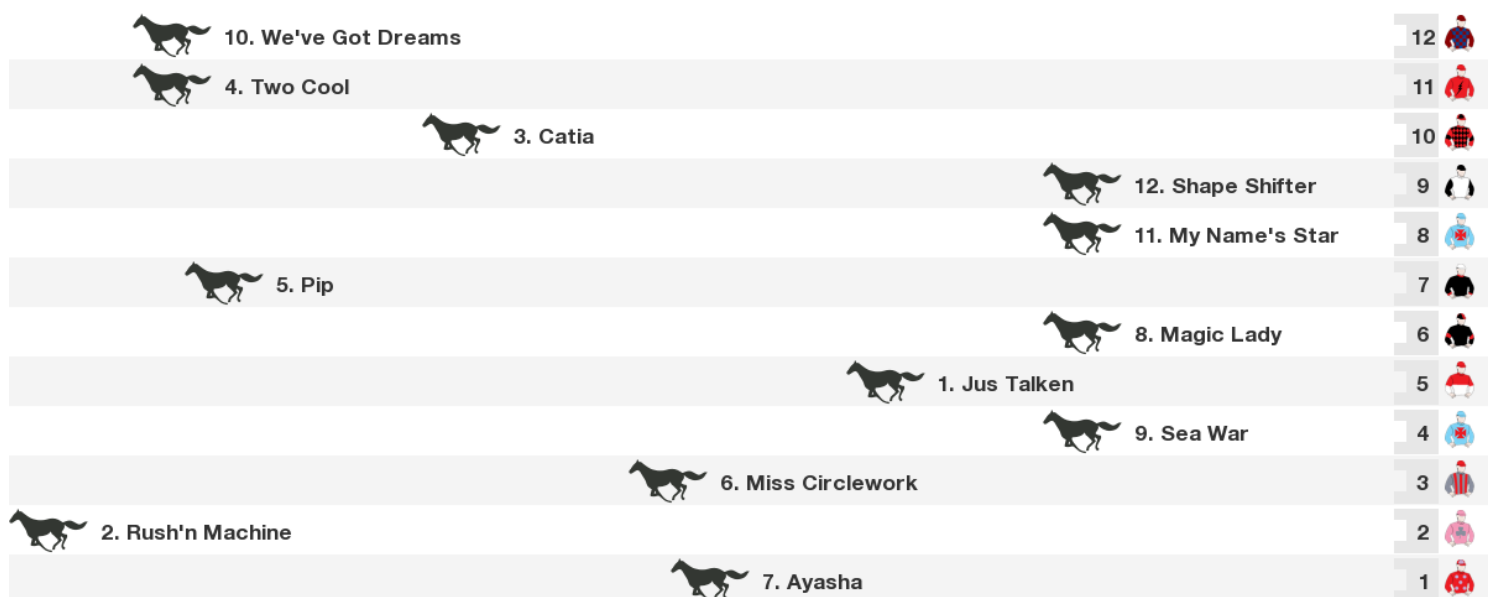 10. We've Got Dreams 12
4. Two Cool 11
3. Catia 10
12. Shape Shifter 9
11. My Name's Star 8
5. Pip 7
8. Magic Lady 6
1. Jus Talken 5
9. Sea War 4
6. Miss Circlework 3
2. Rush'n Machine 2
7. Ayasha 1